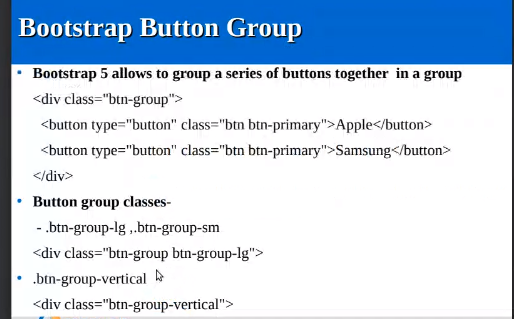 Bootstrap Button Group
• Bootstrap 5 allows to group a series of buttons together in a group
<div class="btn-group">
<button type="button" class="btn btn-primary">Apple</button>
<button type="button" class="btn btn-primary">Samsung</button>
</div>
• Button group classes-
- .btn-group-lg ,.btn-group-sm
<div class="btn-group btn-group-lg">
• .btn-group-vertical
<div class="btn-group-vertical">